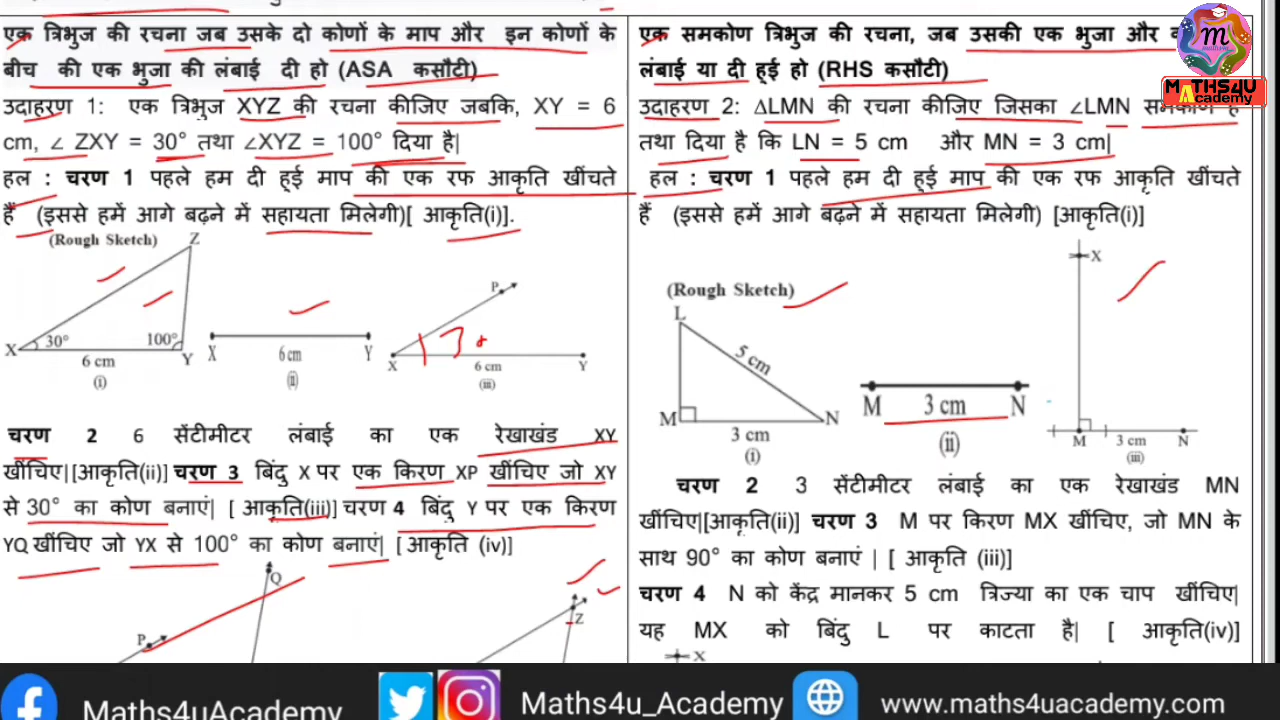 एक त्रिभुज की रचना जब उसके दो कोणों के माप और इन कोणों के
बीच की एक भुजा की लंबाई दी हो (ASA कसौटी)
उदाहरण 1: एक त्रिभुज XYZ की रचना कीजिए जबकि, XY = 6
cm, ∠ ZXY = 30° तथा ∠XYZ = 100° दिया है|
हल : चरण 1 पहले हम दी हूई माप की एक रफ आकृति खींचते
हैं (इससे हमें आगे बढ़ने में सहायता मिलेगी)[ आकृति(i)].
(Rough Sketch)
Z
X
30°
100°
Y
6 cm
(i)
X
6 cm
Y
(ii)
P
3
X
6 cm
Y
(iii)
चरण 2 6 सेंटीमीटर लंबाई का एक रेखाखंड XY
खींचिए|[आकृति(ii)] चरण 3 बिंदु X पर एक किरण XP खींचिए जो XY
से 30° का कोण बनाएं| [ आकृति(iii)] चरण 4 बिंदु Y पर एक किरण
YQ खींचिए जो YX से 100° का कोण बनाएं| [ आकृति (iv)]
Q
P
Z
एक समकोण त्रिभुज की रचना, जब उसकी एक भुजा और
लंबाई या दी हूई हो (RHS कसौटी)
उदाहरण 2: ΔLMN की रचना कीजिए जिसका ∠LMN समकोण है
तथा दिया है कि LN = 5 cm और MN = 3 cm|
हल : चरण 1 पहले हम दी हूई माप की एक रफ आकृति खींचते
हैं (इससे हमें आगे बढ़ने में सहायता मिलेगी) [आकृति(i)]
(Rough Sketch)
L
5 cm
M
N
3 cm
(i)
M
3 cm
N
(ii)
X
M
3 cm
N
(iii)
चरण 2 3 सेंटीमीटर लंबाई का एक रेखाखंड MN
खींचिए|[आकृति(ii)] चरण 3 M पर किरण MX खींचिए, जो MN के
साथ 90° का कोण बनाएं | [ आकृति (iii)]
चरण 4 N को केंद्र मानकर 5 cm त्रिज्या का एक चाप खींचिए|
यह MX को बिंदु L पर काटता है| [ आकृति(iv)]
X
m
MATHS4U
Academy
Maths4uAcademy
Maths4u_Academy
www.maths4uacademy.com